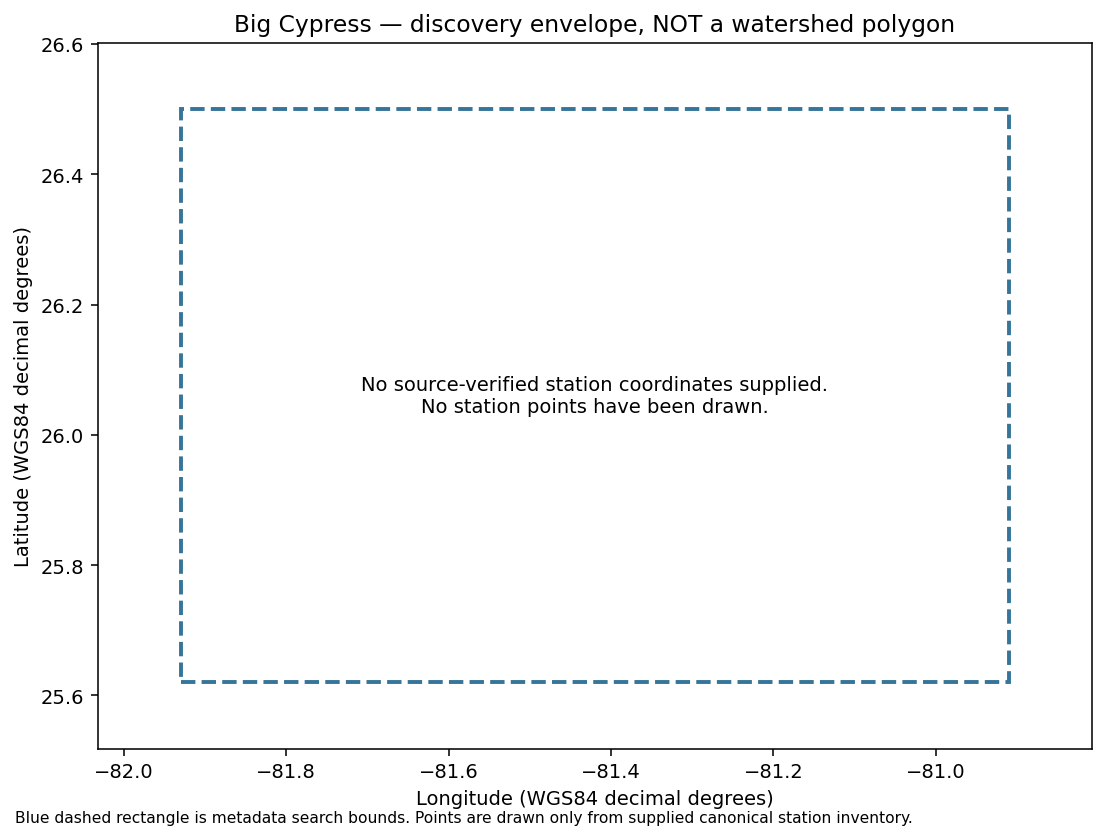 Big Cypress — discovery envelope, NOT a watershed polygon
26.6
26.4
26.2
26.0
25.8
25.6
Latitude (WGS84 decimal degrees)
No source-verified station coordinates supplied.
No station points have been drawn.
−82.0
−81.8
−81.6
−81.4
−81.2
−81.0
Longitude (WGS84 decimal degrees)
Blue dashed rectangle is metadata search bounds. Points are drawn only from supplied canonical station inventory.